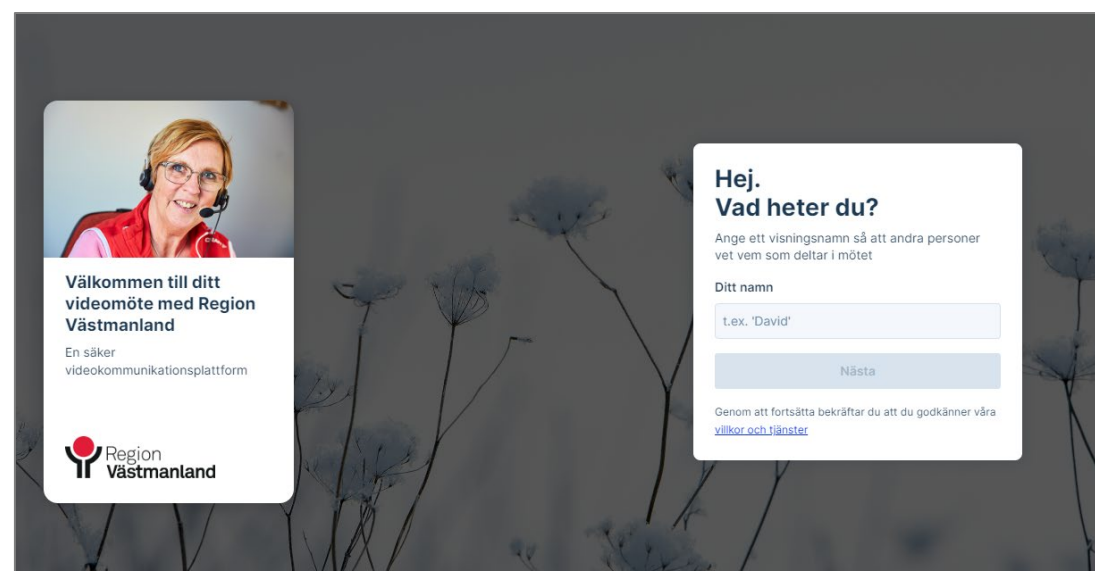 Välkommen till ditt
videomöte med Region
Västmanland
En säker
videokommunikationsplattform
Region
Västmanland
Hej.
Vad heter du?
Ange ett visningsnamn så att andra personer
vet vem som deltar i mötet
Ditt namn
t.ex. 'David'
Nästa
Genom att fortsätta bekräftar du att du godkänner våra
villkor och tjänster